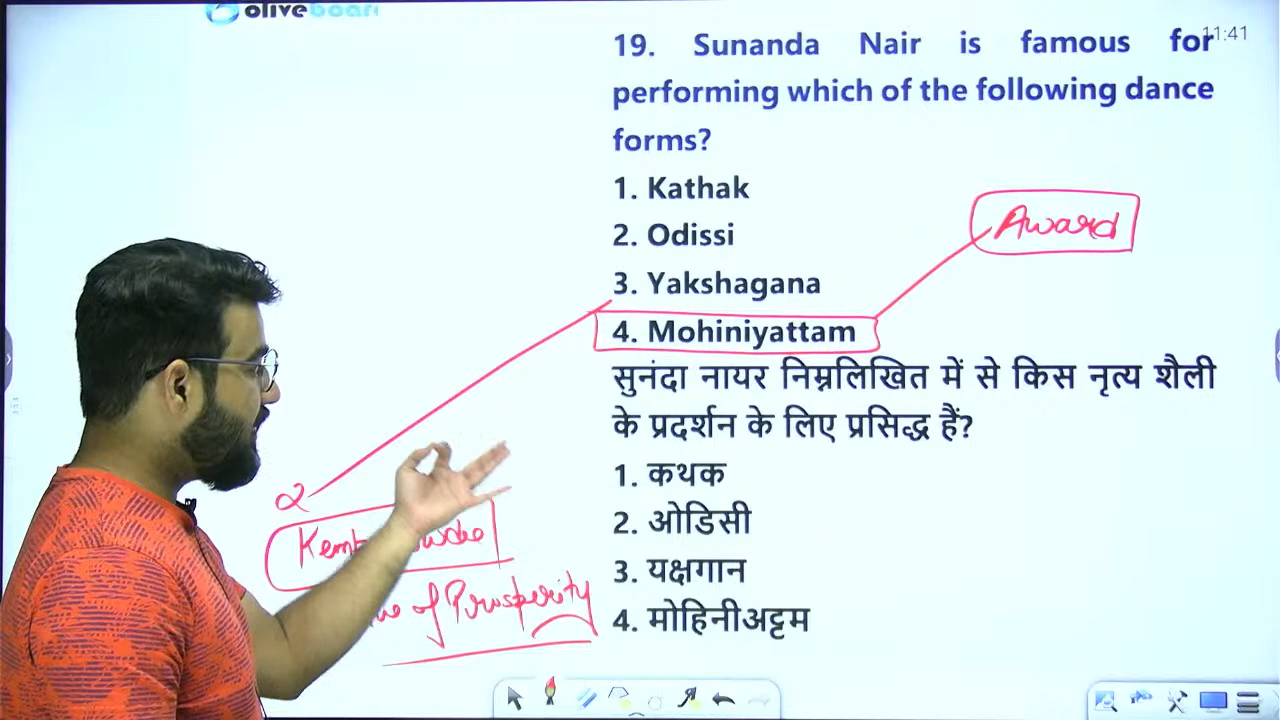 oliveboard
11:41
19. Sunanda Nair is famous for
performing which of the following dance
forms?
1. Kathak
2. Odissi
3. Yakshagana
4. Mohiniyattam
Award
सुनंदा नायर निम्नलिखित में से किस नृत्य शैली
के प्रदर्शन के लिए प्रसिद्ध हैं?
1. कथक
2. ओडिसी
3. यक्षगान
4. मोहिनीअट्टम
of Prosperity